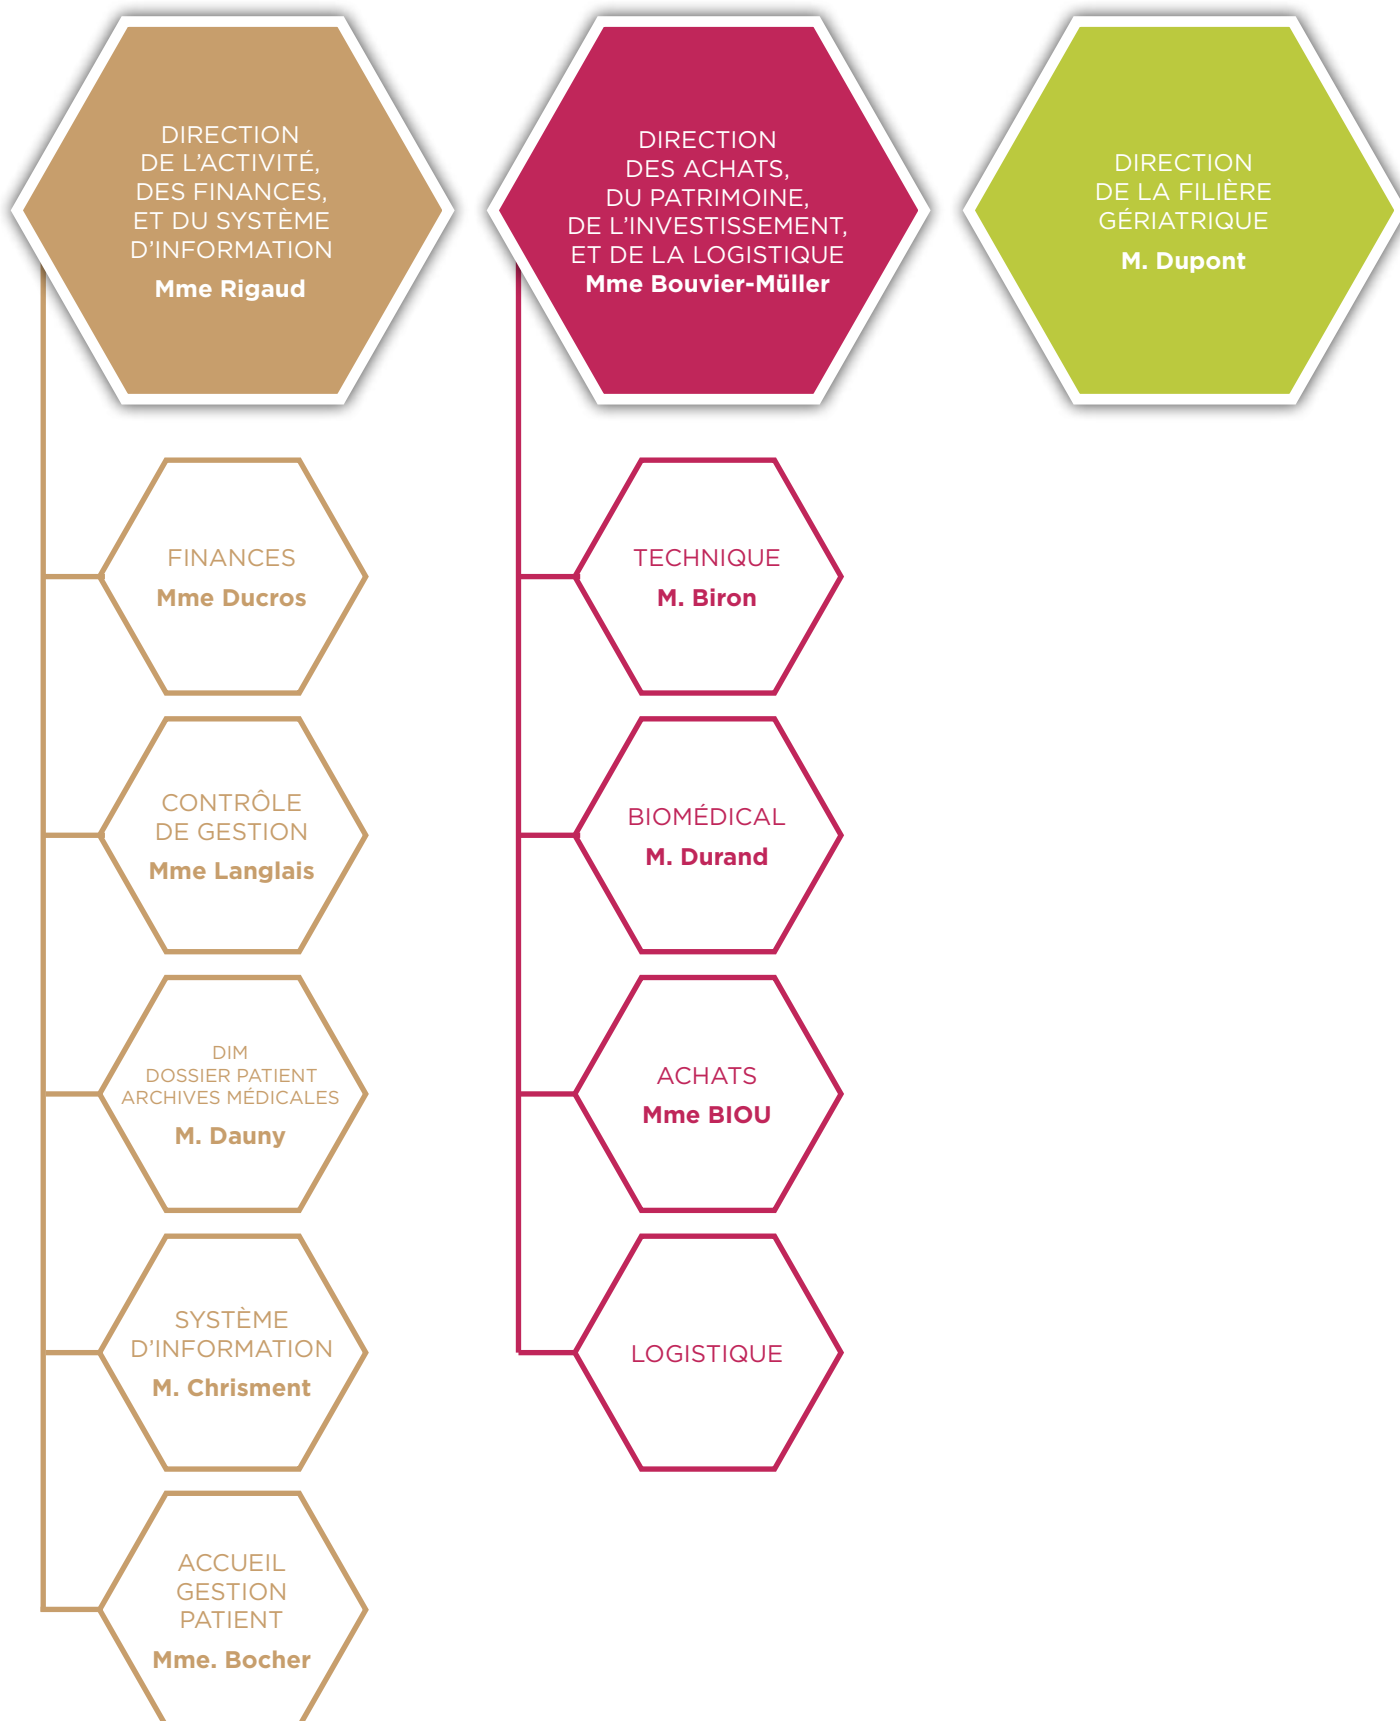 DIRECTION
DE L'ACTIVITÉ,
DES FINANCES,
ET DU SYSTÈME
D'INFORMATION
Mme Rigaud
DIRECTION
DES ACHATS,
DU PATRIMOINE,
DE L'INVESTISSEMENT,
ET DE LA LOGISTIQUE
Mme Bouvier-Müller
DIRECTION
DE LA FILIÈRE
GÉRIATRIQUE
M. Dupont
FINANCES
Mme Ducros
CONTRÔLE
DE GESTION
Mme Langlais
DIM
DOSSIER PATIENT
ARCHIVES MÉDICALES
M. Dauny
SYSTÈME
D'INFORMATION
M. Chrisment
ACCUEIL
GESTION
PATIENT
Mme. Bocher
TECHNIQUE
M. Biron
BIOMÉDICAL
M. Durand
ACHATS
Mme BIOU
LOGISTIQUE